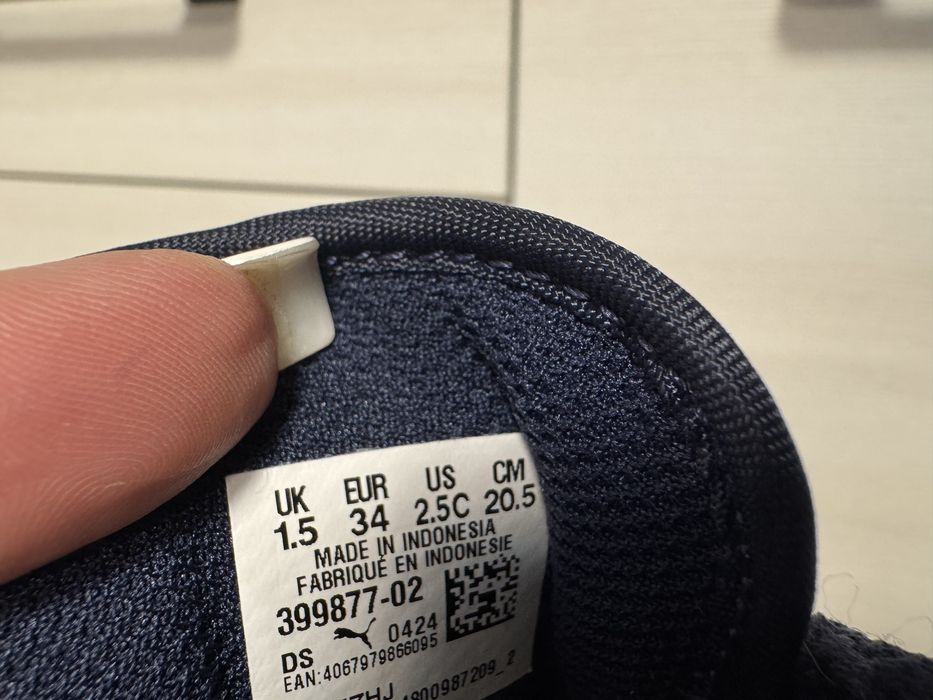 UK EUR US CM
1.5 34 2.5C 20.5
MADE IN INDONESIA
FABRIQUÉ EN INDONESIE
399877-02
0424
DS
EAN:4067979866095
4800987209_2